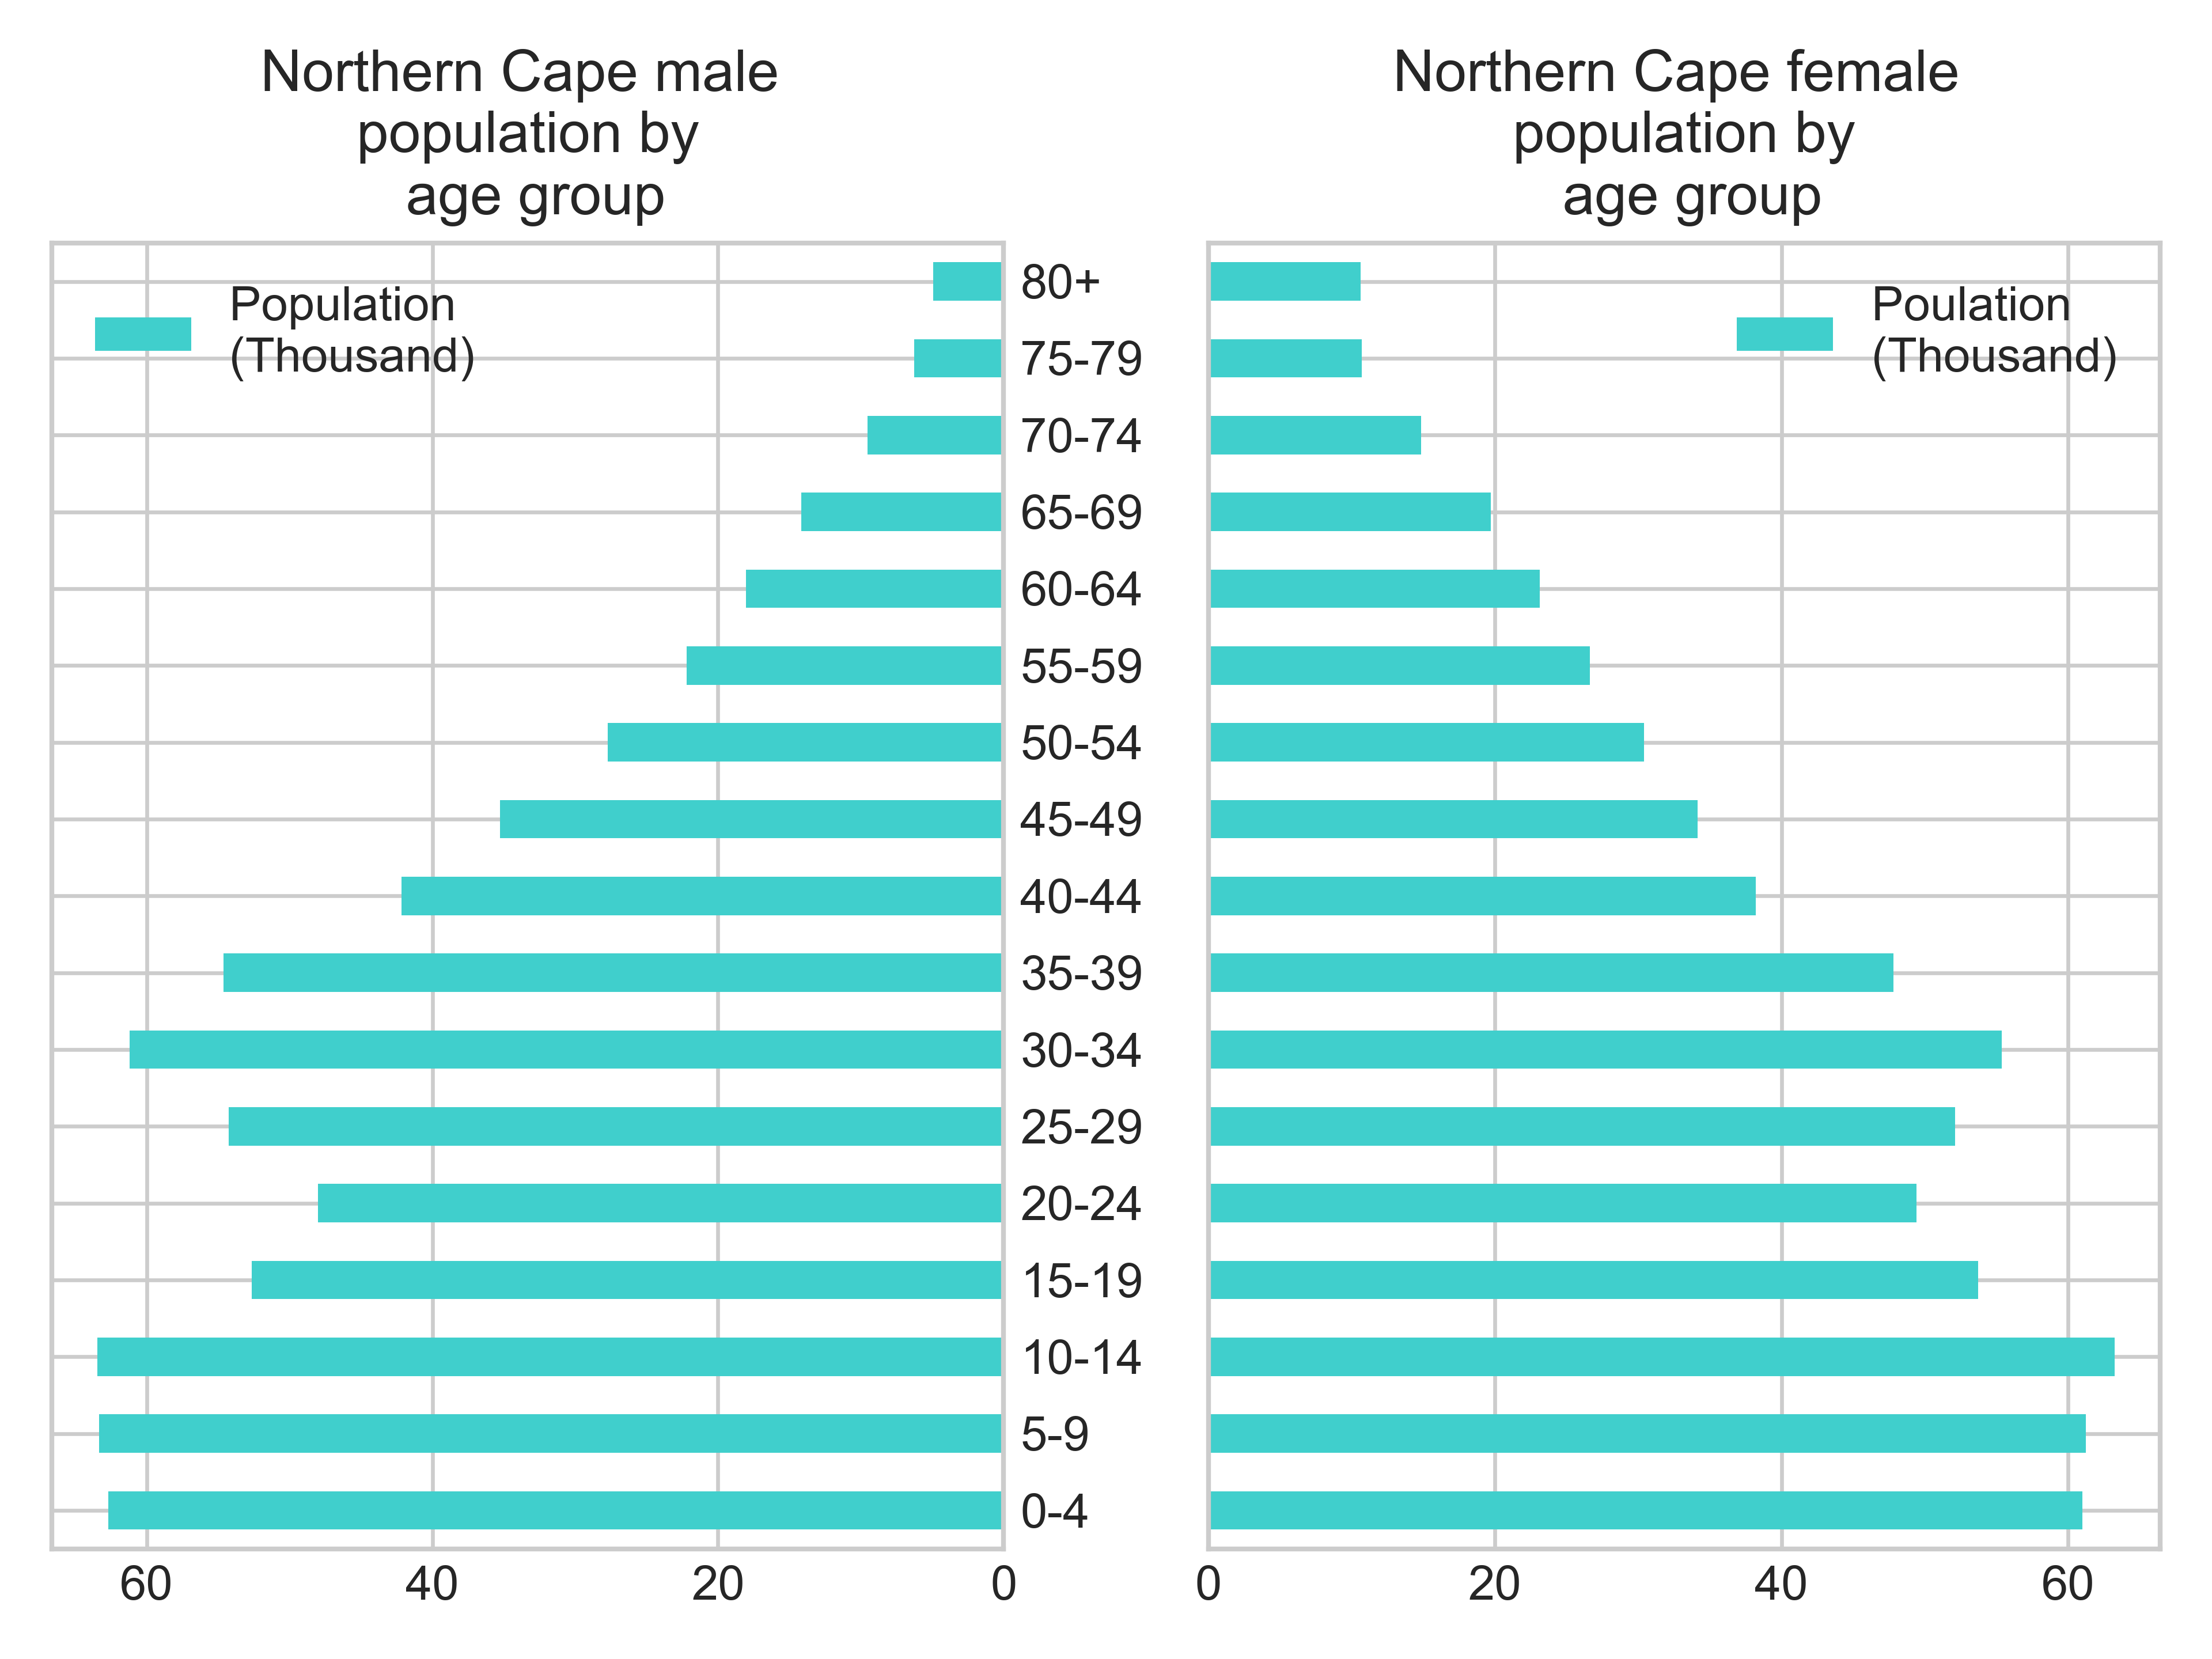 Northern Cape male
population by
age group
Northern Cape female
population by
age group
Population
(Thousand)
Poulation
(Thousand)
80+
75-79
70-74
65-69
60-64
55-59
50-54
45-49
40-44
35-39
30-34
25-29
20-24
15-19
10-14
5-9
0-4
60 40 20 0
0 20 40 60